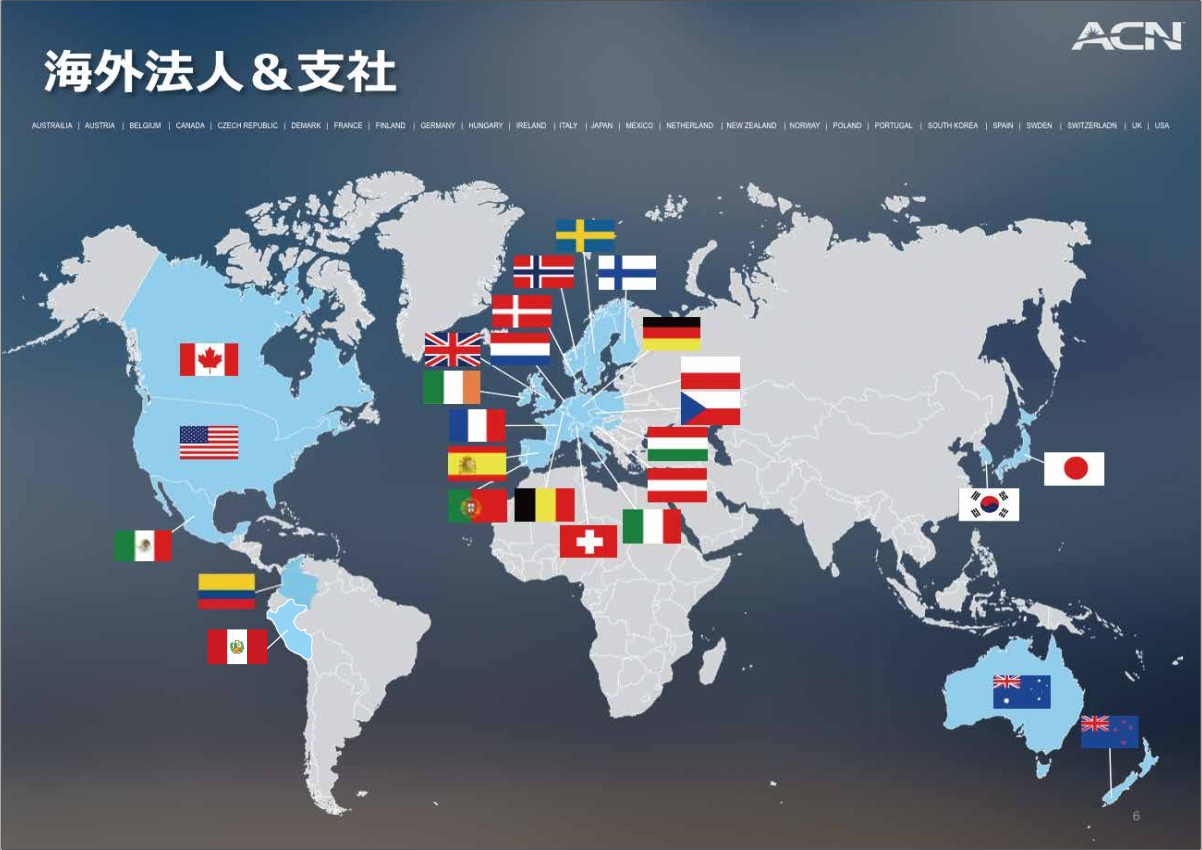 ACN
海外法人&支社
AUSTRAILIA | AUSTRIA | BELGIUM | CANADA | CZECH REPUBLIC | DEMARK | FRANCE | FINLAND | GERMANY | HUNGARY | IRELAND | ITALY | JAPAN | MEXICO | NETHERLAND | NEW ZEALAND | NORWAY | POLAND | PORTUGAL | SOUTH KOREA | SPAIN | SWDEN | SWITZERLADN | UK | USA
6